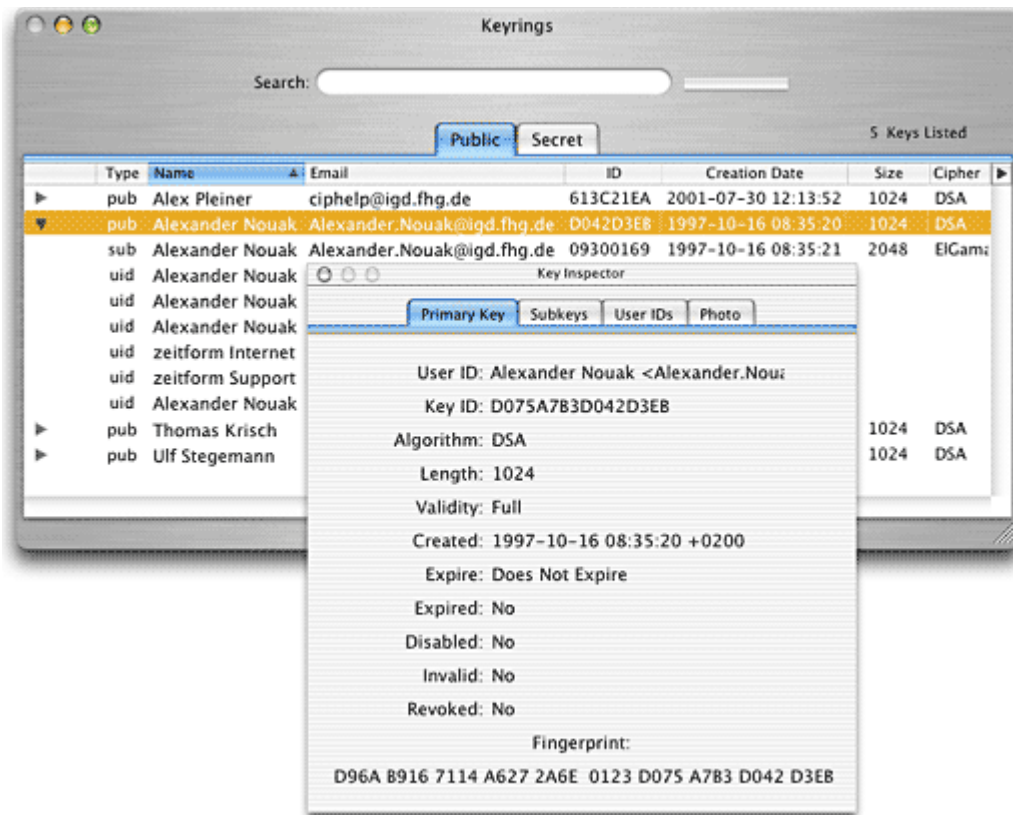 Keyrings
Search:
Public Secret 5 Keys Listed
Type Name Email ID Creation Date Size Cipher
pub Alex Pleiner ciphelp@igd.fhg.de 613C21EA 2001-07-30 12:13:52 1024 DSA
pub Alexander Nouak Alexander.Nouak@igd.fhg.de D042D3EB 1997-10-16 08:35:20 1024 DSA
sub Alexander Nouak Alexander.Nouak@igd.fhg.de 09300169 1997-10-16 08:35:21 2048 ElGama
uid Alexander Nouak
uid Alexander Nouak
uid Alexander Nouak
uid zeitform Internet
uid zeitform Support
uid Alexander Nouak
pub Thomas Krisch 1024 DSA
pub Ulf Stegemann 1024 DSA
Key Inspector
Primary Key Subkeys User IDs Photo
User ID: Alexander Nouak <Alexander.Noua
Key ID: D075A7B3D042D3EB
Algorithm: DSA
Length: 1024
Validity: Full
Created: 1997-10-16 08:35:20 +0200
Expire: Does Not Expire
Expired: No
Disabled: No
Invalid: No
Revoked: No
Fingerprint:
D96A B916 7114 A627 2A6E 0123 D075 A7B3 D042 D3EB